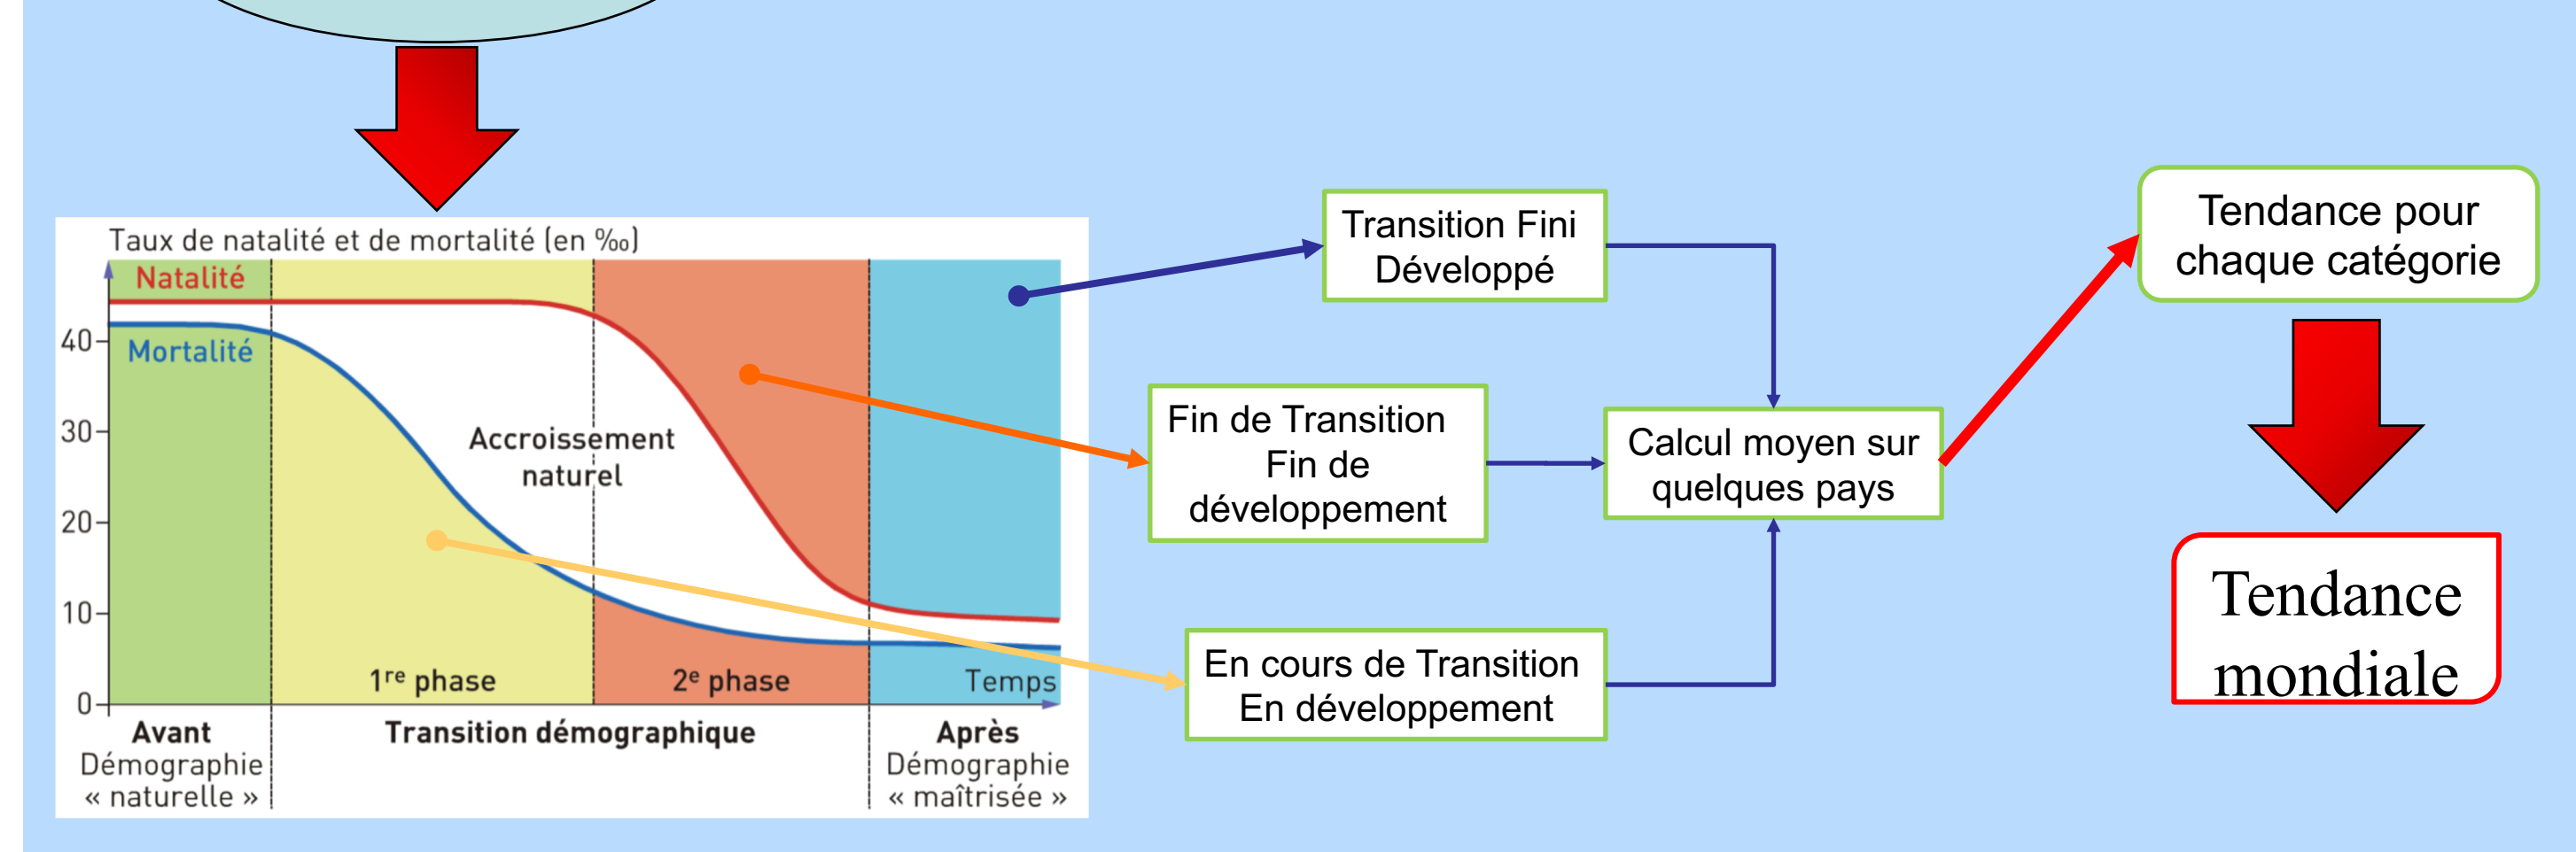 Taux de natalité et de mortalité (en ‰)
Natalité
Mortalité
40
30
20
10
0
Accroissement
naturel
1re phase
2e phase
Temps
Avant
Démographie
« naturelle »
Transition démographique
Après
Démographie
« maîtrisée »
Transition Fini
Développé
Fin de Transition
Fin de
développement
En cours de Transition
En développement
Calcul moyen sur
quelques pays
Tendance pour
chaque catégorie
Tendance
mondiale